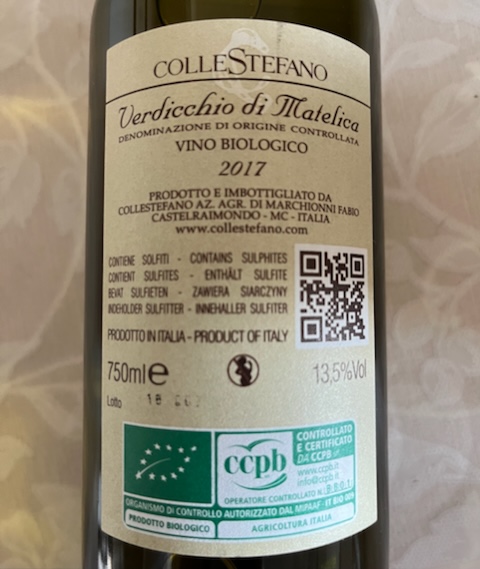 COLLESTEFANO
Verdicchio di Matelica
DENOMINAZIONE DI ORIGINE CONTROLLATA
VINO BIOLOGICO
2017
PRODOTTO E IMBOTTIGLIATO DA
COLLESTEFANO AZ. AGR. DI MARCHIONNI FABIO
CASTELRAIMONDO - MC - ITALIA
www.collestefano.com
CONTIENE SOLFITI - CONTAINS SULPHITES
CONTIENT SULFITES - ENTHÄLT SULFITE
BEVAT SULFIETEN - ZAWIERA SIARCZYNY
INDEHOLDER SULFITTER - INNEHALLER SULFITER
PRODOTTO IN ITALIA - PRODUCT OF ITALY
750ml e
13,5%Vol
Lotto 18
ccpb
CONTROLLATO
E CERTIFICATO
DA CCPB
www.ccpb.it
info@ccpb.it
OPERATORE CONTROLLATO N.
ORGANISMO DI CONTROLLO AUTORIZZATO DAL MIPAAF - IT BIO 009
PRODOTTO BIOLOGICO
AGRICOLTURA ITALIA